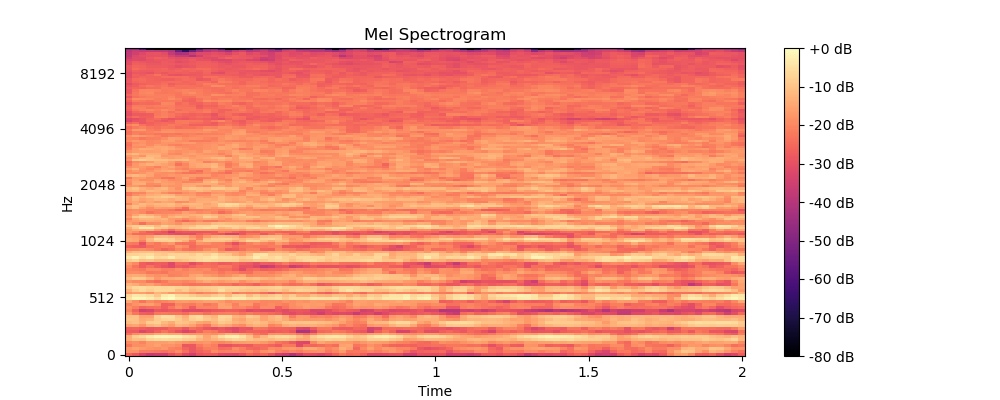 Mel Spectrogram
Hz
8192
4096
2048
1024
512
0
0 0.5 1 1.5 2
Time
+0 dB
-10 dB
-20 dB
-30 dB
-40 dB
-50 dB
-60 dB
-70 dB
-80 dB